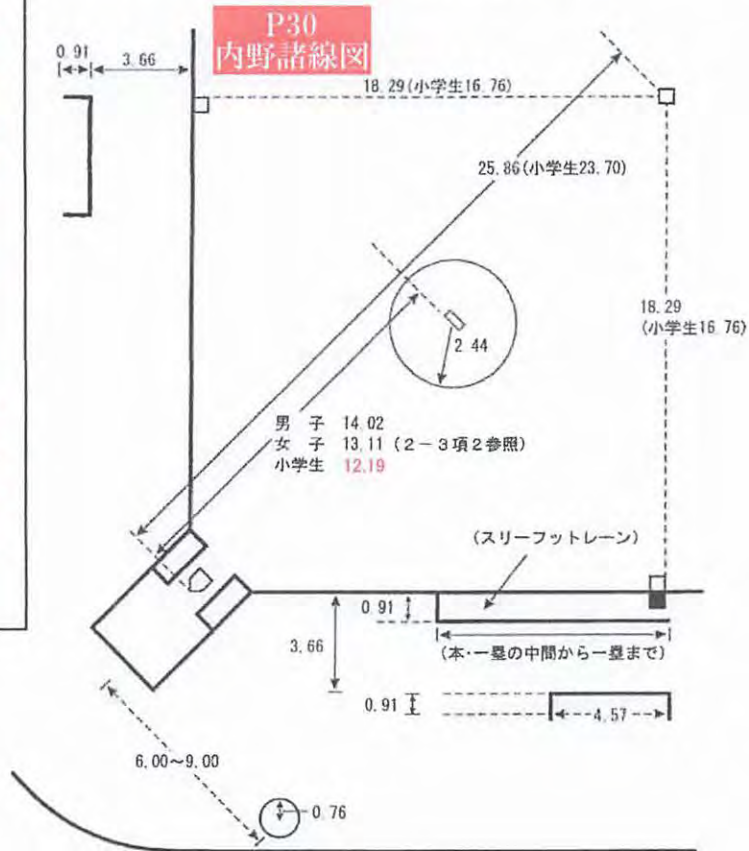 P30
内野諸線図
0.91
3.66
18.29(小学生16.76)
25.86(小学生23.70)
18.29
(小学生16.76)
2.44
男 子 14.02
女 子 13.11 (2-3項2参照)
小学生 12.19
(スリーフットレーン)
0.91
3.66
(本・一塁の中間から一塁まで)
0.91
4.57
6.00~9.00
0.76